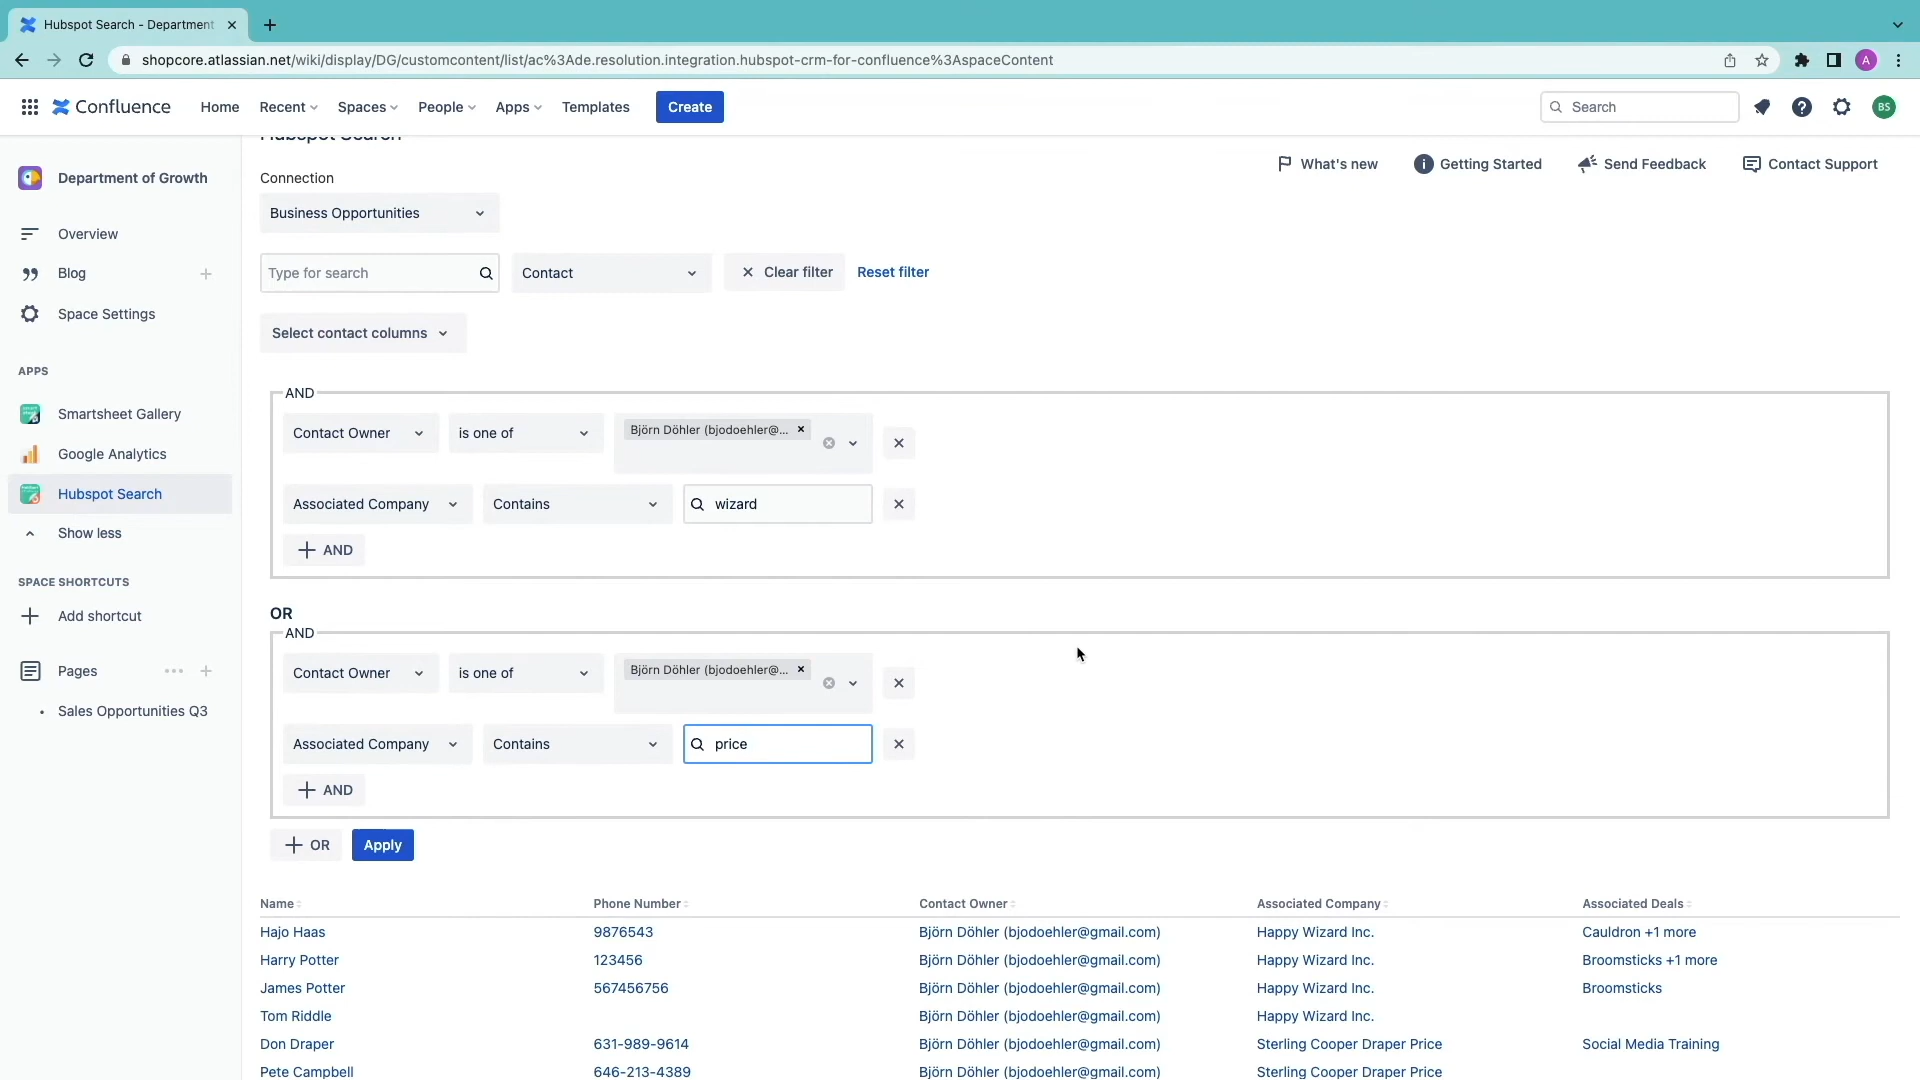 Hubspot Search - Department
shopcore.atlassian.net/wiki/display/DG/customcontent/list/ac%3Ade.resolution.integration.hubspot-crm-for-confluence%3AspaceContent
A
Confluence
Home
Recent
Spaces
People
Apps
Templates
Create
Search
BS
Hubspot Search
Department of Growth
Overview
Blog
Space Settings
APPS
Smartsheet Gallery
Google Analytics
Hubspot Search
Show less
SPACE SHORTCUTS
Add shortcut
Pages
Sales Opportunities Q3
What's new
Getting Started
Send Feedback
Contact Support
Connection
Business Opportunities
Type for search
Contact
Clear filter
Reset filter
Select contact columns
AND
Contact Owner
is one of
Björn Döhler (bjodoehler@...
Associated Company
Contains
wizard
AND
OR
AND
Contact Owner
is one of
Björn Döhler (bjodoehler@...
Associated Company
Contains
price
AND
OR
Apply
Name Phone Number Contact Owner Associated Company Associated Deals
Hajo Haas 9876543 Björn Döhler (bjodoehler@gmail.com) Happy Wizard Inc. Cauldron +1 more
Harry Potter 123456 Björn Döhler (bjodoehler@gmail.com) Happy Wizard Inc. Broomsticks +1 more
James Potter 567456756 Björn Döhler (bjodoehler@gmail.com) Happy Wizard Inc. Broomsticks
Tom Riddle Björn Döhler (bjodoehler@gmail.com) Happy Wizard Inc.
Don Draper 631-989-9614 Björn Döhler (bjodoehler@gmail.com) Sterling Cooper Draper Price Social Media Training
Pete Campbell 646-213-4389 Björn Döhler (bjodoehler@gmail.com) Sterling Cooper Draper Price